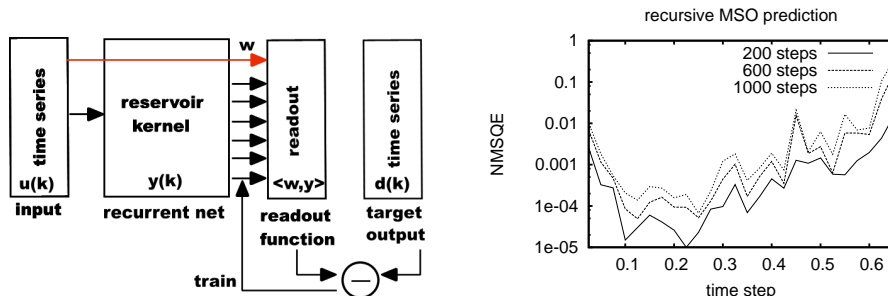 time series
u(k)
input
reservoir
kernel
y(k)
recurrent net
w
readout
<w,y>
readout
function
time series
d(k)
target
output
train
recursive MSO prediction
NMSQE
1
0.1
0.01
0.001
1e-04
1e-05
200 steps
600 steps
1000 steps
0.1 0.2 0.3 0.4 0.5 0.6
time step